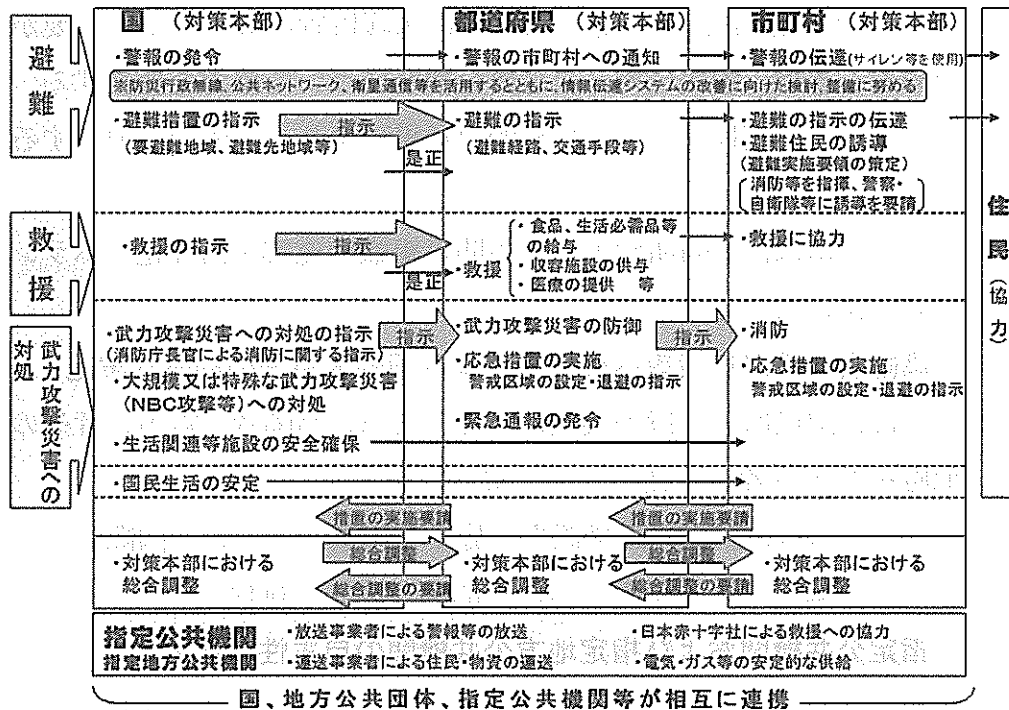 国 (対策本部)
都道府県 (対策本部)
市町村 (対策本部)
避難
・警報の発令
・警報の市町村への通知
・警報の伝達(サイレン等を使用)
※防災行政無線、公共ネットワーク、衛星通信等を活用するとともに、情報伝達システムの改善に向けた検討、整備に努める
・避難措置の指示
(要避難地域、避難先地域等)
指示
是正
・避難の指示
(避難経路、交通手段等)
・避難の指示の伝達
・避難住民の誘導
(避難実施要領の策定)
消防等を指揮、警察・
自衛隊等に誘導を要請
救援
・救援の指示
指示
是正
・救援
・食品、生活必需品等
の給与
・収容施設の供与
・医療の提供 等
・救援に協力
武力攻撃災害への
対処
・武力攻撃災害への対処の指示
(消防庁長官による消防に関する指示)
・大規模又は特殊な武力攻撃災害
(NBC攻撃等)への対処
・生活関連等施設の安全確保
指示
・武力攻撃災害の防御
・応急措置の実施
警戒区域の設定・退避の指示
・緊急通報の発令
指示
・消防
・応急措置の実施
警戒区域の設定・退避の指示
・国民生活の安定
措置の実施要請
措置の実施要請
・対策本部における
総合調整
総合調整
総合調整の要請
・対策本部における
総合調整
総合調整
総合調整の要請
・対策本部における
総合調整
住民(協力)
指定公共機関
指定地方公共機関
・放送事業者による警報等の放送
・運送事業者による住民・物資の運送
・日本赤十字社による救援への協力
・電気・ガス等の安定的な供給
国、地方公共団体、指定公共機関等が相互に連携